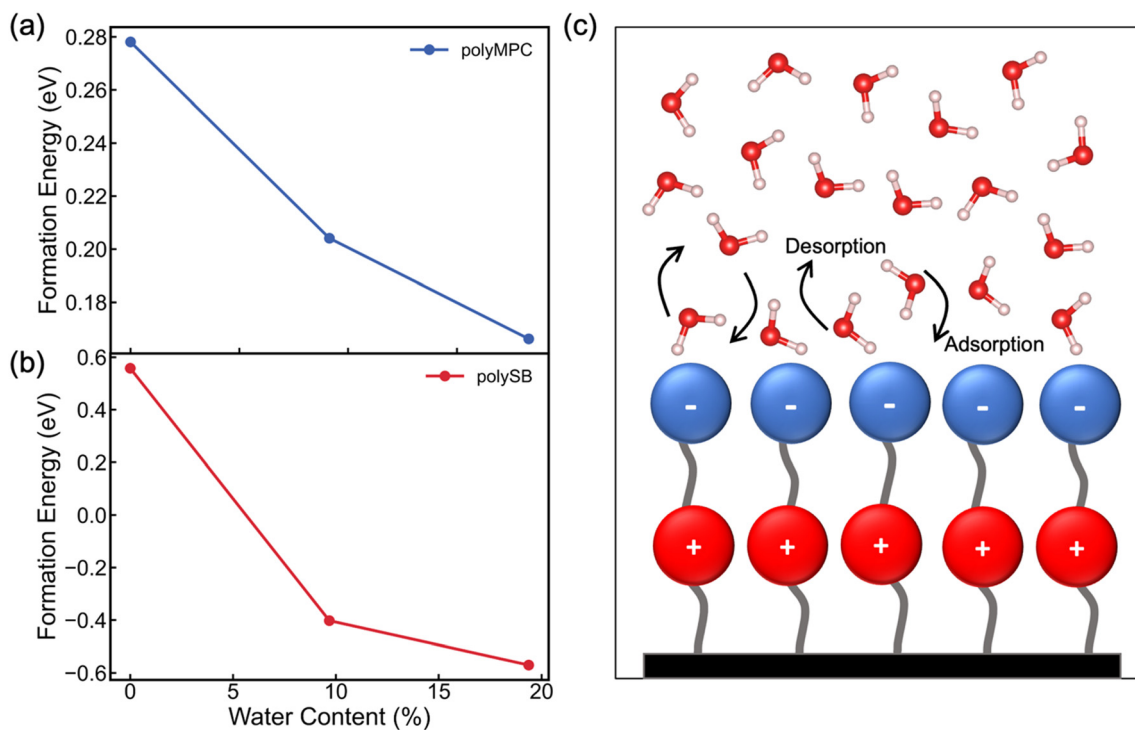 (a)
Formation Energy (eV)
0.28
0.26
0.24
0.22
0.20
0.18
polyMPC
(b)
Formation Energy (eV)
0.6
0.4
0.2
0.0
−0.2
−0.4
−0.6
polySB
0 5 10 15 20
Water Content (%)
(c)
Desorption
Adsorption
- - - - -
+ + + + +